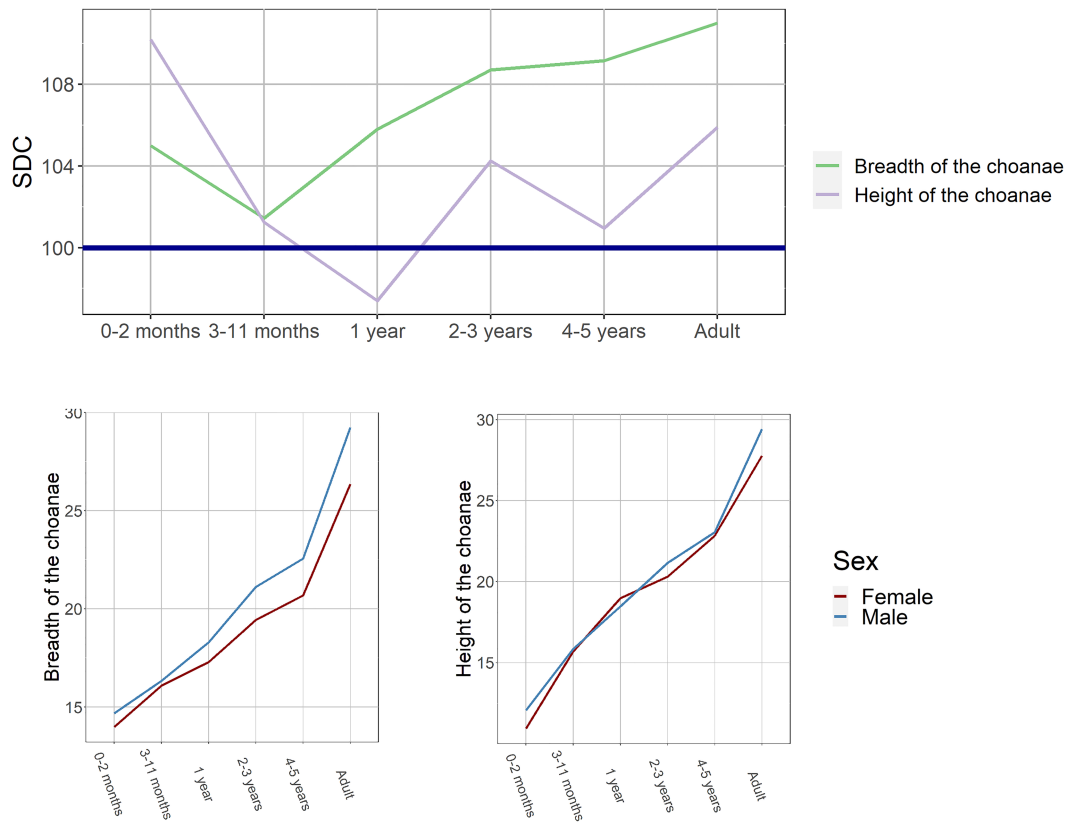 SDC
108
104
100
0-2 months 3-11 months 1 year 2-3 years 4-5 years Adult
Breadth of the choanae
Height of the choanae
Breadth of the choanae
30
25
20
15
0-2 months 3-11 months 1 year 2-3 years 4-5 years Adult
Height of the choanae
30
25
20
15
0-2 months 3-11 months 1 year 2-3 years 4-5 years Adult
Sex
Female
Male